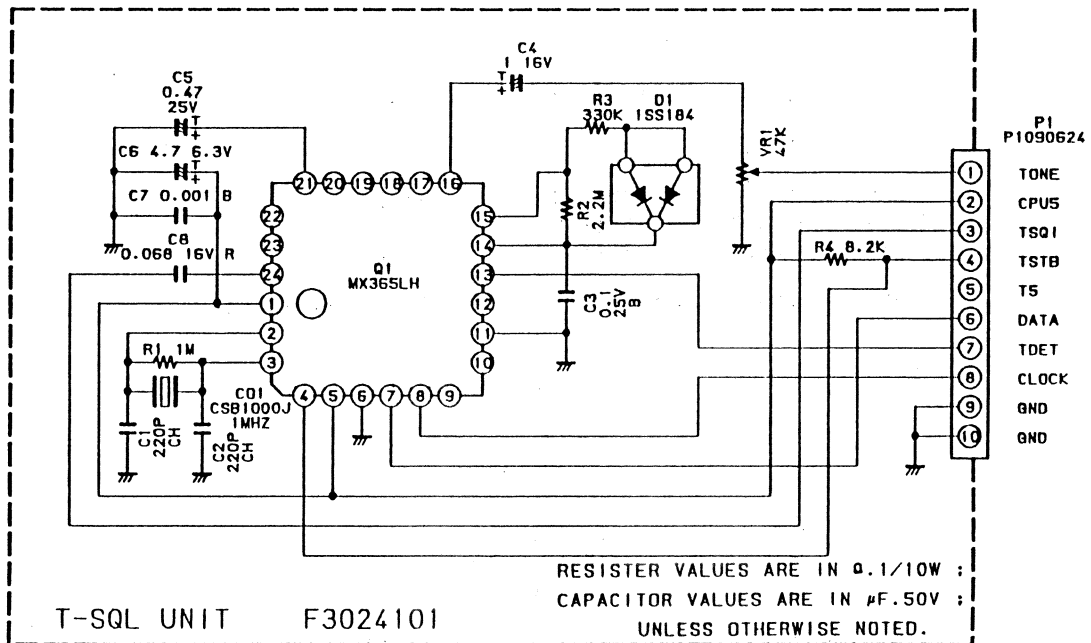 C4
1 16V
C5
0.47
25V
T
+
T
+
R3
330K
D1
1SS184
VR1
47K
P1
P1090624
C6 4.7 6.3V
T
+
C7 0.001 B
C8
0.068 16V R
R2
2.2M
Q1
MX365LH
C3
0.1
25V
B
R4 8.2K
R1 1M
C01
CSB1000J
1MHZ
C1
220P
CH
C2
220P
CH
21 20 19 18 17 16
22
23
24
1
2
3
15
14
13
12
11
10
4 5 6 7 8 9
1 TONE
2 CPU5
3 TSQI
4 TSTB
5 T5
6 DATA
7 TDET
8 CLOCK
9 GND
10 GND
RESISTER VALUES ARE IN Ω.1/10W ;
CAPACITOR VALUES ARE IN µF.50V ;
UNLESS OTHERWISE NOTED.
T-SQL UNIT F3024101